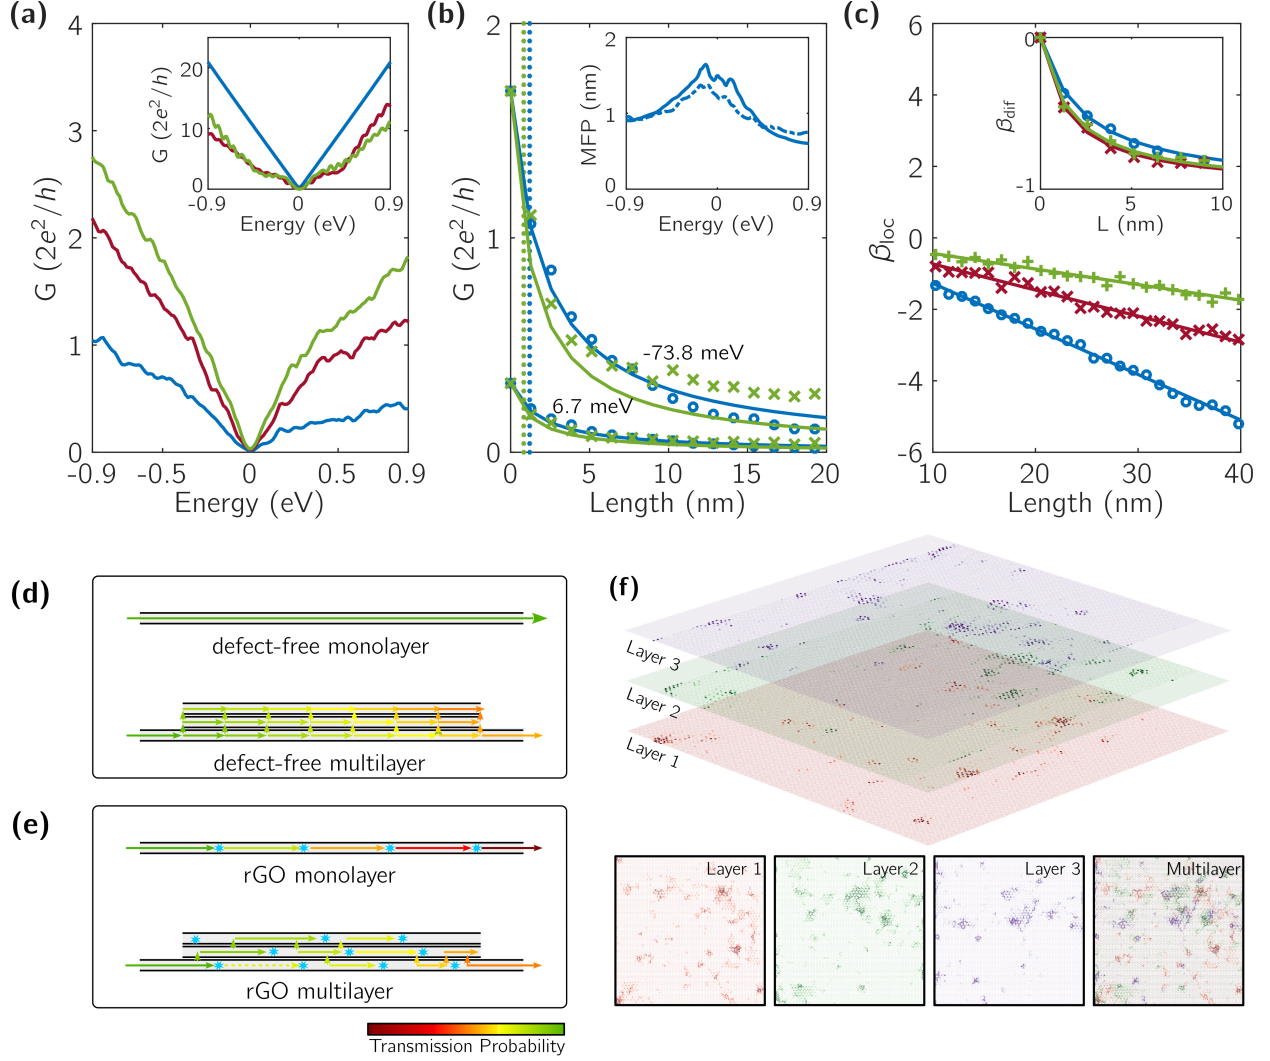 (a)
4
3
2
1
0
-0.9
-0.5
0
0.5
0.9
Energy (eV)
G (2e²/h)
20
10
0
-0.9
0
0.9
Energy (eV)
G (2e²/h)
(b)
2
1
0
0
5
10
15
20
Length (nm)
G (2e²/h)
-73.8 meV
6.7 meV
2
1
0
-0.9
0
0.9
Energy (eV)
MFP (nm)
(c)
6
4
2
0
-2
-4
-6
10
20
30
40
Length (nm)
βloc
0
-1
0
5
10
L (nm)
βdif
(d)
defect-free monolayer
defect-free multilayer
(e)
rGO monolayer
rGO multilayer
Transmission Probability
(f)
Layer 3
Layer 2
Layer 1
Layer 1
Layer 2
Layer 3
Multilayer